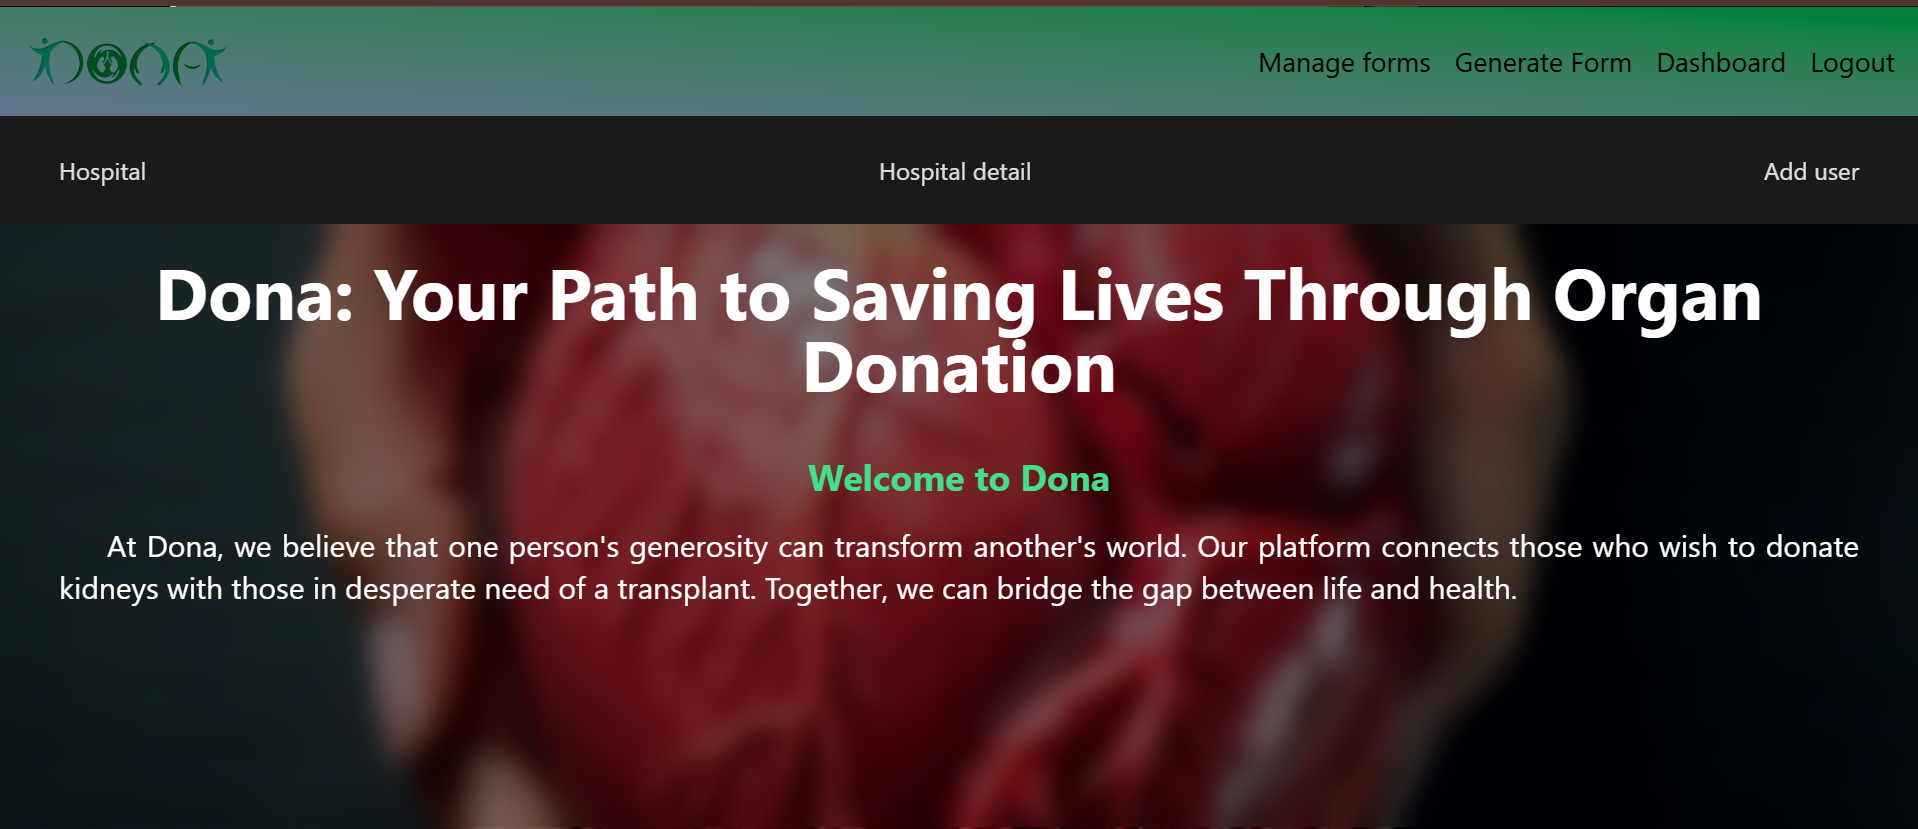 DONA
Manage forms Generate Form Dashboard Logout
Hospital Hospital detail Add user
Dona: Your Path to Saving Lives Through Organ
Donation
Welcome to Dona
At Dona, we believe that one person's generosity can transform another's world. Our platform connects those who wish to donate
kidneys with those in desperate need of a transplant. Together, we can bridge the gap between life and health.